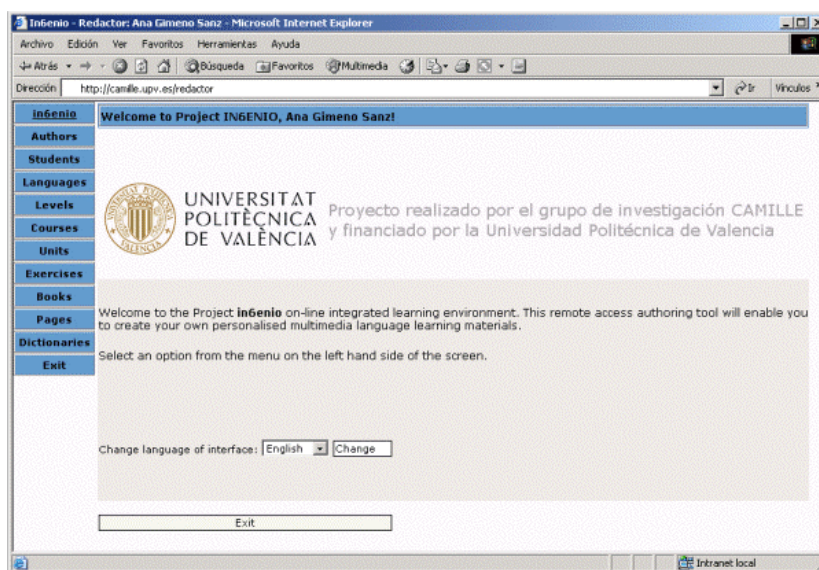 In6enio - Redactor: Ana Gimeno Sanz - Microsoft Internet Explorer
Archivo Edición Ver Favoritos Herramientas Ayuda
Atrás Búsqueda Favoritos Multimedia
Dirección http://camille.upv.es/redactor Ir Vínculos
in6enio
Authors
Students
Languages
Levels
Courses
Units
Exercises
Books
Pages
Dictionaries
Exit
Welcome to Project IN6ENIO, Ana Gimeno Sanz!
UNIVERSITAT
POLITÈCNICA
DE VALÈNCIA
Proyecto realizado por el grupo de investigación CAMILLE
y financiado por la Universidad Politécnica de Valencia
Welcome to the Project in6enio on-line integrated learning environment. This remote access authoring tool will enable you
to create your own personalised multimedia language learning materials.
Select an option from the menu on the left hand side of the screen.
Change language of interface: English Change
Exit
Intranet local